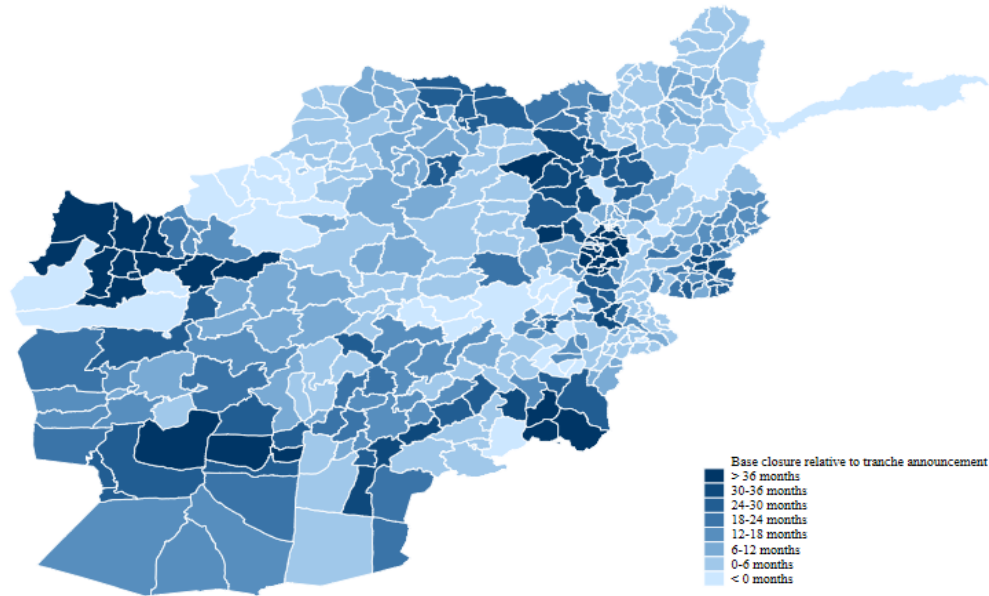 Base closure relative to tranche announcement
> 36 months
30-36 months
24-30 months
18-24 months
12-18 months
6-12 months
0-6 months
< 0 months